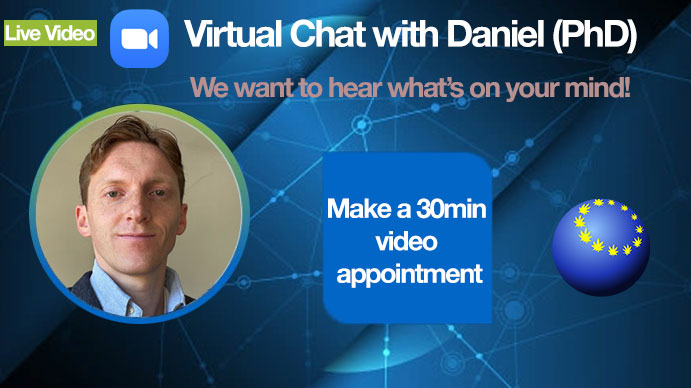 Live Video
Virtual Chat with Daniel (PhD)
We want to hear what's on your mind!
Make a 30min
video
appointment